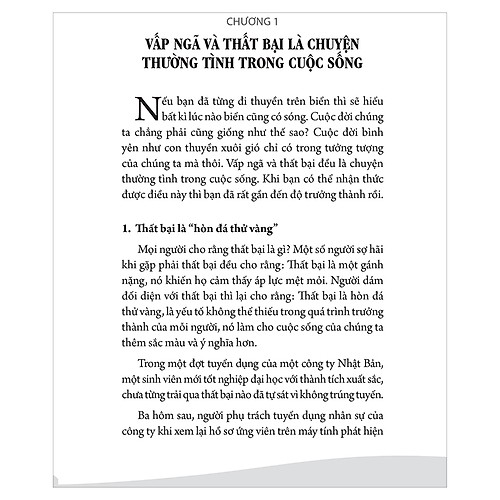 CHƯƠNG 1
VẤP NGÃ VÀ THẤT BẠI LÀ CHUYỆN
THƯỜNG TÌNH TRONG CUỘC SỐNG
Nếu bạn đã từng đi thuyền trên biển thì sẽ hiểu
bất kì lúc nào biển cũng có sóng. Cuộc đời chúng
ta chẳng phải cũng giống như thế sao? Cuộc đời bình
yên như con thuyền xuôi gió chỉ có trong tưởng tượng
của chúng ta mà thôi. Vấp ngã và thất bại đều là chuyện
thường tình trong cuộc sống. Khi bạn có thể nhận thức
được điều này thì bạn đã rất gần đến độ trưởng thành rồi.
1. Thất bại là “hòn đá thử vàng”
Mọi người cho rằng thất bại là gì? Một số người sợ hãi
khi gặp phải thất bại đều cho rằng: Thất bại là một gánh
nặng, nó khiến họ cảm thấy áp lực mệt mỏi. Người dám
đối diện với thất bại thì lại cho rằng: Thất bại là hòn đá
thử vàng, là yếu tố không thể thiếu trong quá trình trưởng
thành của mỗi người, nó làm cho cuộc sống của chúng ta
thêm sắc màu và ý nghĩa hơn.
Trong một đợt tuyển dụng của một công ty Nhật Bản,
một sinh viên mới tốt nghiệp đại học với thành tích xuất sắc,
chưa từng trải qua thất bại nào đã tự sát vì không trúng tuyển.
Ba hôm sau, người phụ trách tuyển dụng nhân sự của
công ty khi xem lại hồ sơ ứng viên trên máy tính phát hiện